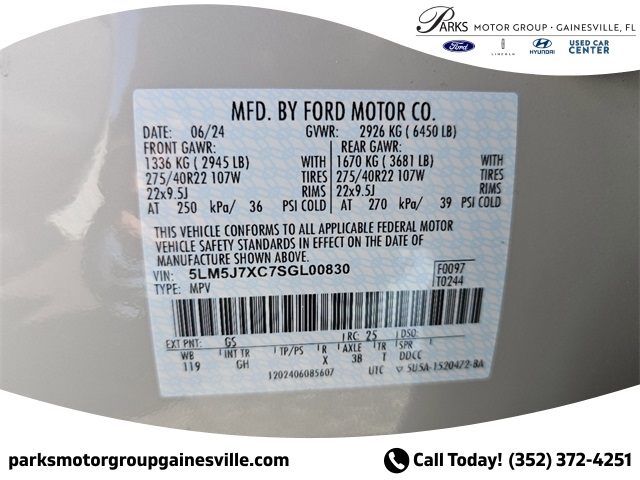 PARKS MOTOR GROUP · GAINESVILLE, FL
Ford LINCOLN HYUNDAI USED CAR CENTER
MFD. BY FORD MOTOR CO.
DATE: 06/24 GVWR: 2926 KG ( 6450 LB)
FRONT GAWR: REAR GAWR:
1336 KG ( 2945 LB) WITH 1670 KG ( 3681 LB) WITH
275/40R22 107W TIRES 275/40R22 107W TIRES
22x9.5J RIMS 22x9.5J RIMS
AT 250 kPa/ 36 PSI COLD AT 270 kPa/ 39 PSI COLD
THIS VEHICLE CONFORMS TO ALL APPLICABLE FEDERAL MOTOR
VEHICLE SAFETY STANDARDS IN EFFECT ON THE DATE OF
MANUFACTURE SHOWN ABOVE.
VIN: 5LM5J7XC7SGL00830 F0097
TYPE: MPV T0244
EXT PNT: GS RC: 25 DSO:
WB INT TR TP/PS R AXLE TR SPR
119 GH X 3B T DDCC
1202406085607 UTC 5U5A-1520472-BA
parksmotorgroupgainesville.com Call Today! (352) 372-4251